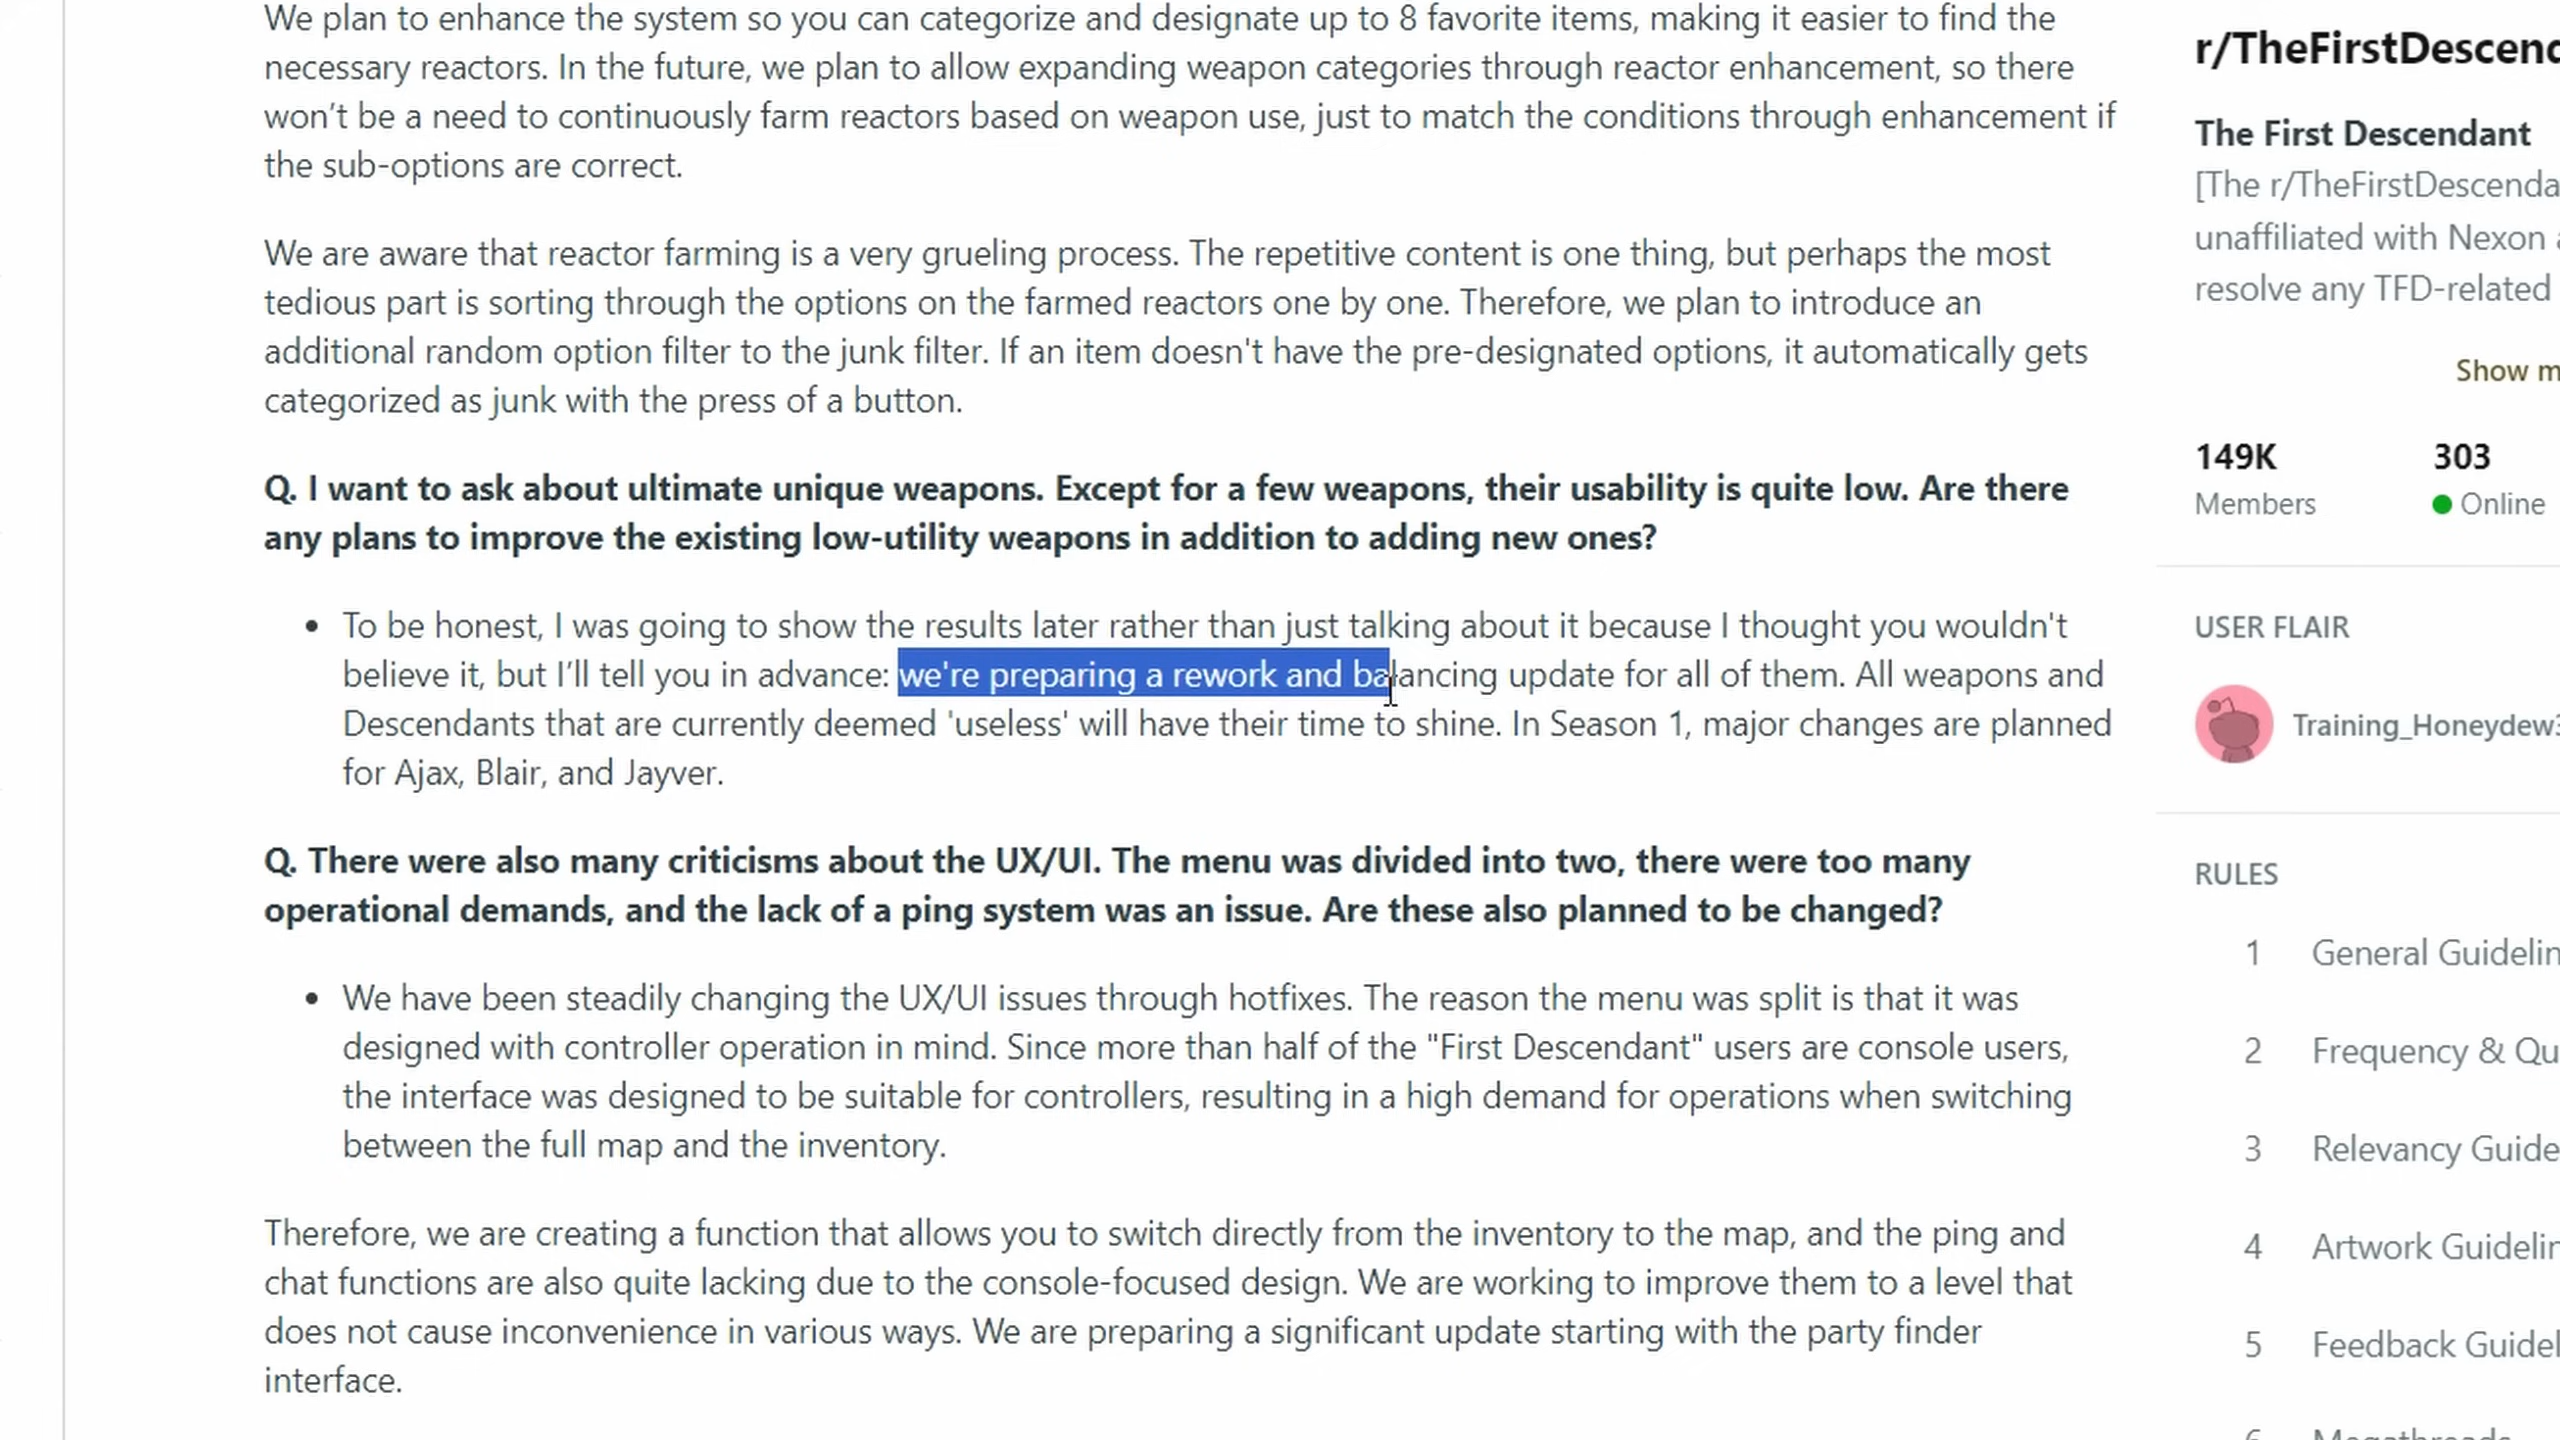 We plan to enhance the system so you can categorize and designate up to 8 favorite items, making it easier to find the
necessary reactors. In the future, we plan to allow expanding weapon categories through reactor enhancement, so there
won’t be a need to continuously farm reactors based on weapon use, just to match the conditions through enhancement if
the sub-options are correct.
We are aware that reactor farming is a very grueling process. The repetitive content is one thing, but perhaps the most
tedious part is sorting through the options on the farmed reactors one by one. Therefore, we plan to introduce an
additional random option filter to the junk filter. If an item doesn't have the pre-designated options, it automatically gets
categorized as junk with the press of a button.
Q. I want to ask about ultimate unique weapons. Except for a few weapons, their usability is quite low. Are there
any plans to improve the existing low-utility weapons in addition to adding new ones?
• To be honest, I was going to show the results later rather than just talking about it because I thought you wouldn't
believe it, but I’ll tell you in advance: we're preparing a rework and balancing update for all of them. All weapons and
Descendants that are currently deemed 'useless' will have their time to shine. In Season 1, major changes are planned
for Ajax, Blair, and Jayver.
Q. There were also many criticisms about the UX/UI. The menu was divided into two, there were too many
operational demands, and the lack of a ping system was an issue. Are these also planned to be changed?
• We have been steadily changing the UX/UI issues through hotfixes. The reason the menu was split is that it was
designed with controller operation in mind. Since more than half of the "First Descendant" users are console users,
the interface was designed to be suitable for controllers, resulting in a high demand for operations when switching
between the full map and the inventory.
Therefore, we are creating a function that allows you to switch directly from the inventory to the map, and the ping and
chat functions are also quite lacking due to the console-focused design. We are working to improve them to a level that
does not cause inconvenience in various ways. We are preparing a significant update starting with the party finder
interface.
r/TheFirstDescend
The First Descendant
[The r/TheFirstDescenda
unaffiliated with Nexon a
resolve any TFD-related
Show m
149K 303
Members Online
USER FLAIR
Training_Honeydew3
RULES
1 General Guidelin
2 Frequency & Qu
3 Relevancy Guide
4 Artwork Guidelin
5 Feedback Guidel
6 Megathreads